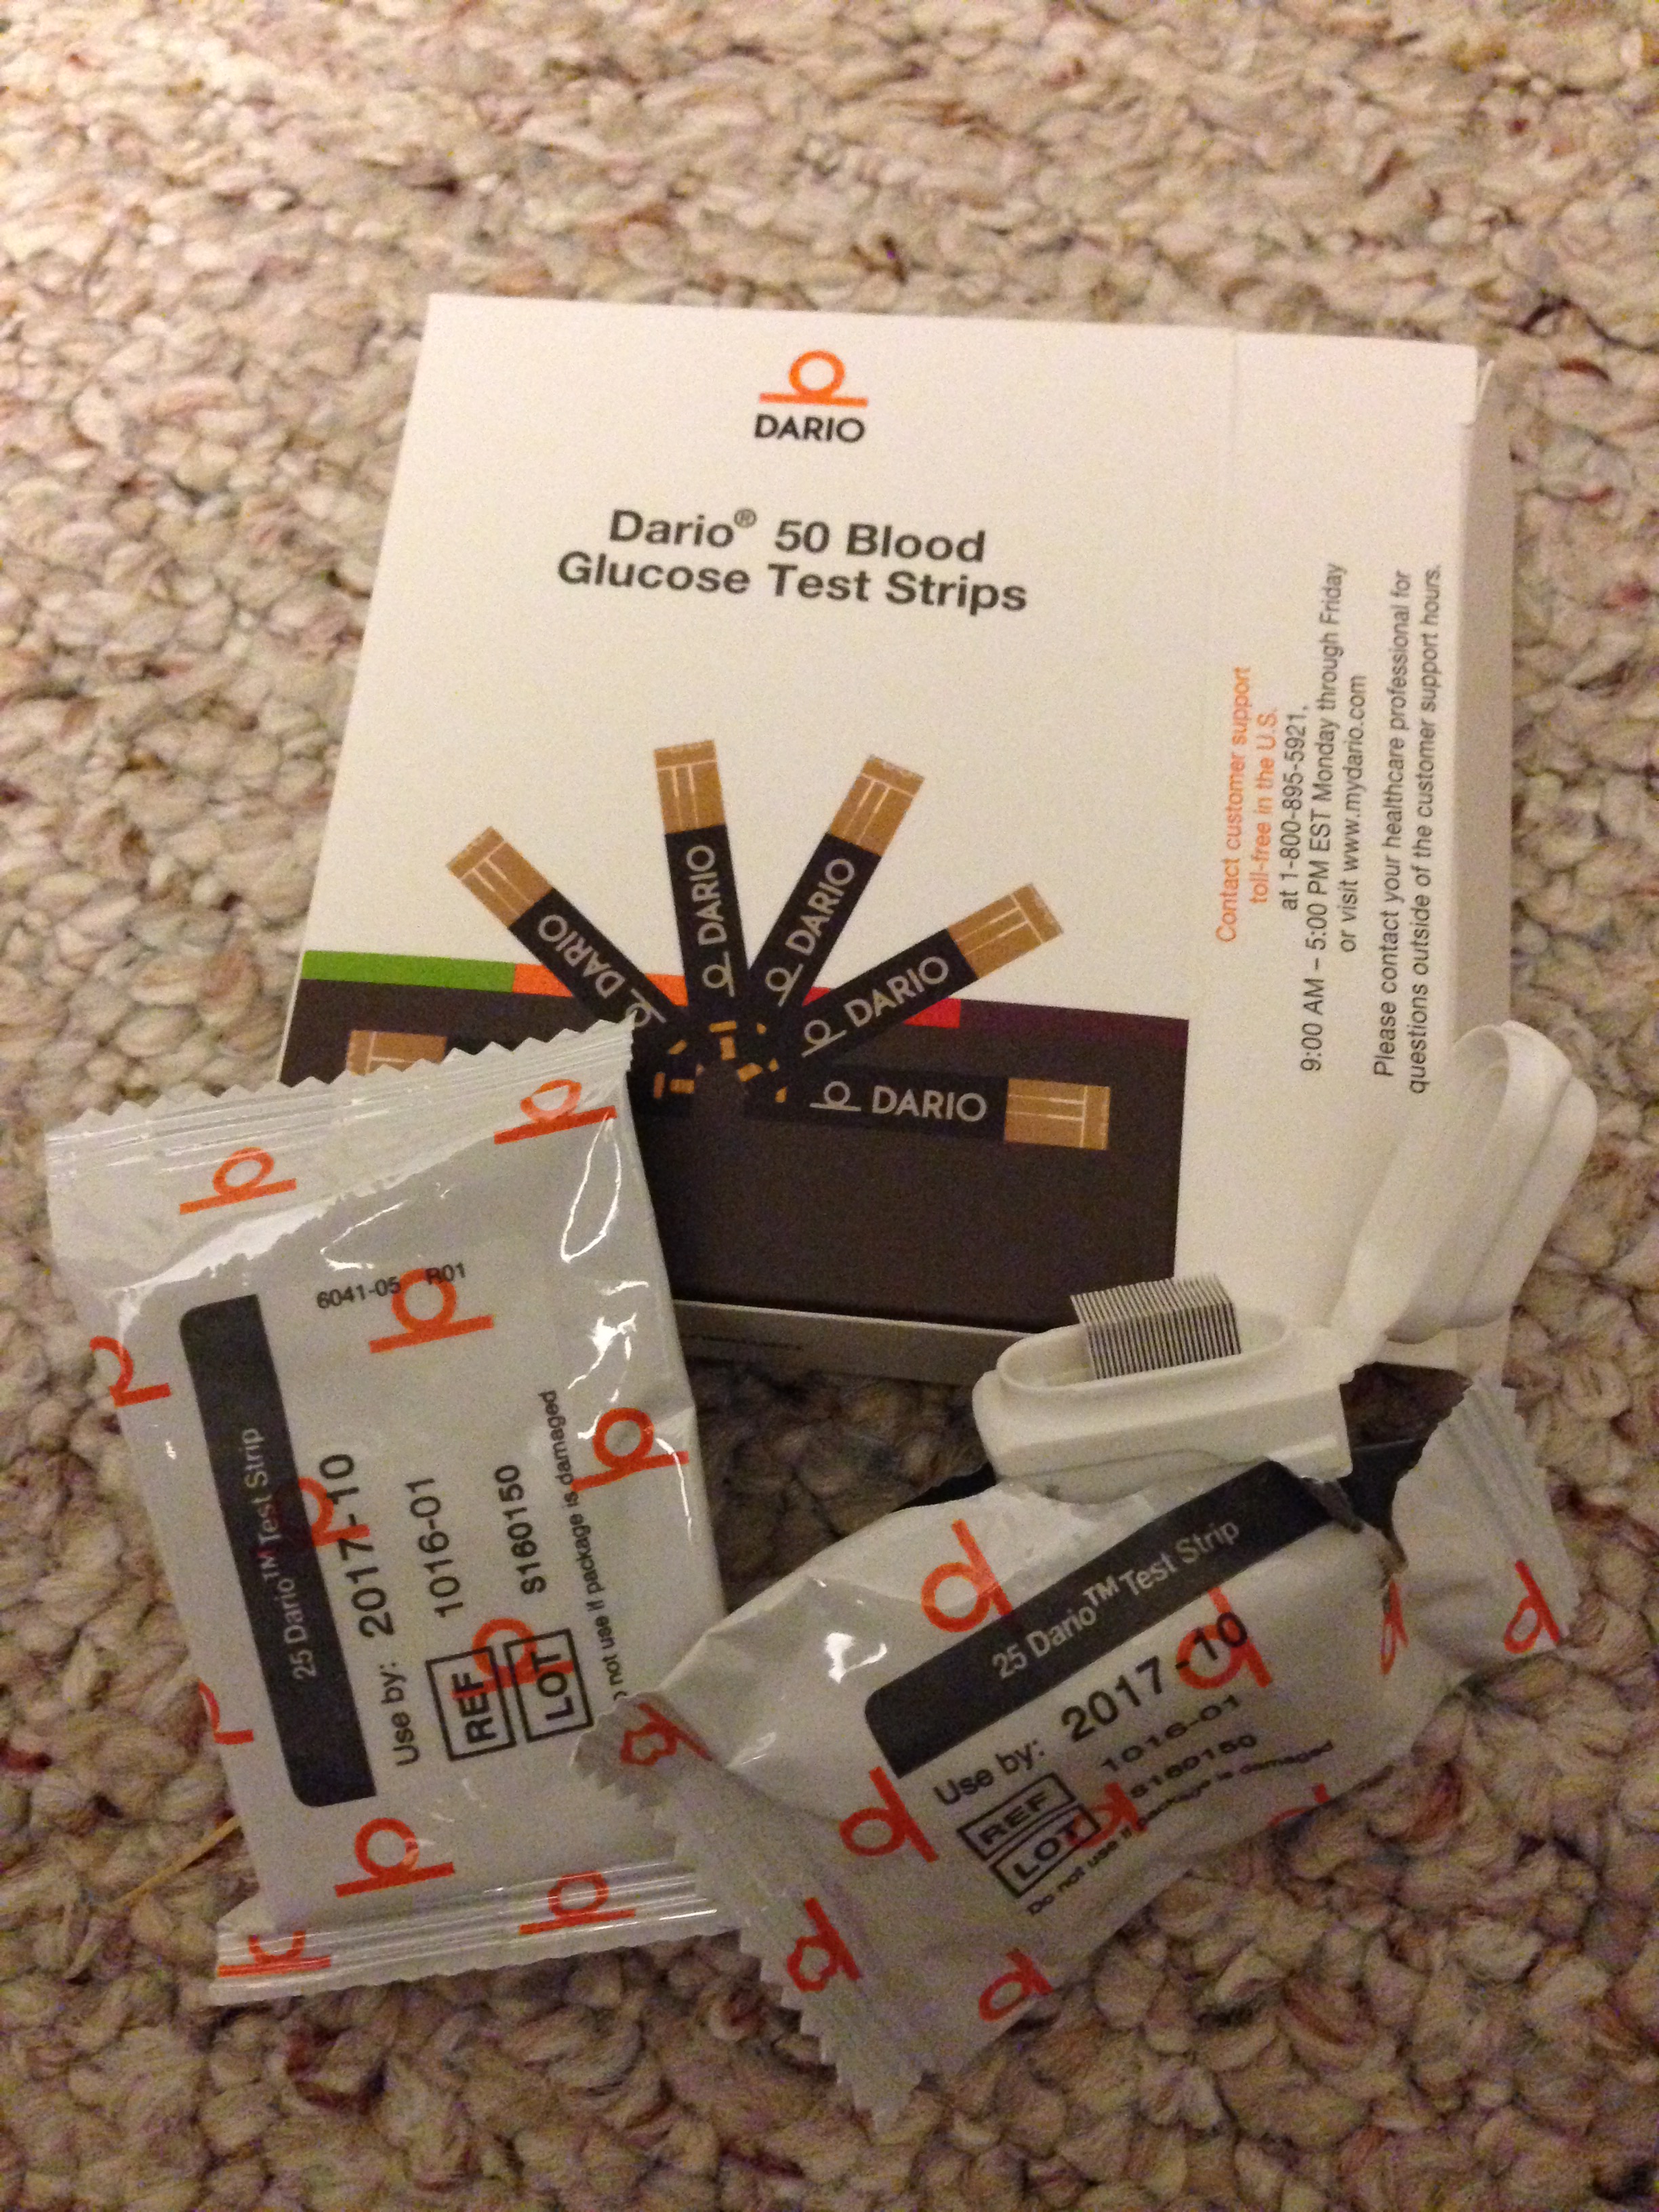 DARIO
Dario® 50 Blood
Glucose Test Strips
DARIO
DARIO
DARIO
DARIO
DARIO
Contact customer support
toll-free in the U.S.
at 1-800-895-5921,
9:00 AM – 5:00 PM EST Monday through Friday
or visit www.mydario.com
Please contact your healthcare professional for
questions outside of the customer support hours.
6041-05 R01
25 Dario™ Test Strip
Use by: 2017-10
REF 1016-01
LOT S160150
not use if package is damaged
25 Dario™ Test Strip
Use by: 2017-10
REF 1016-01
LOT S160150
Do not use if package is damaged